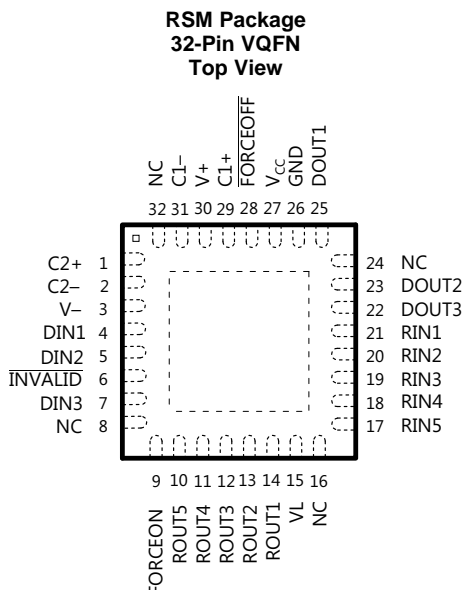 RSM Package
32-Pin VQFN
Top View
NC C1– V+ C1+ FORCEOFF VCC GND DOUT1
32 31 30 29 28 27 26 25
C2+ 1
C2– 2
V– 3
DIN1 4
DIN2 5
INVALID 6
DIN3 7
NC 8
24 NC
23 DOUT2
22 DOUT3
21 RIN1
20 RIN2
19 RIN3
18 RIN4
17 RIN5
9 10 11 12 13 14 15 16
FORCEON ROUT5 ROUT4 ROUT3 ROUT2 ROUT1 VL NC